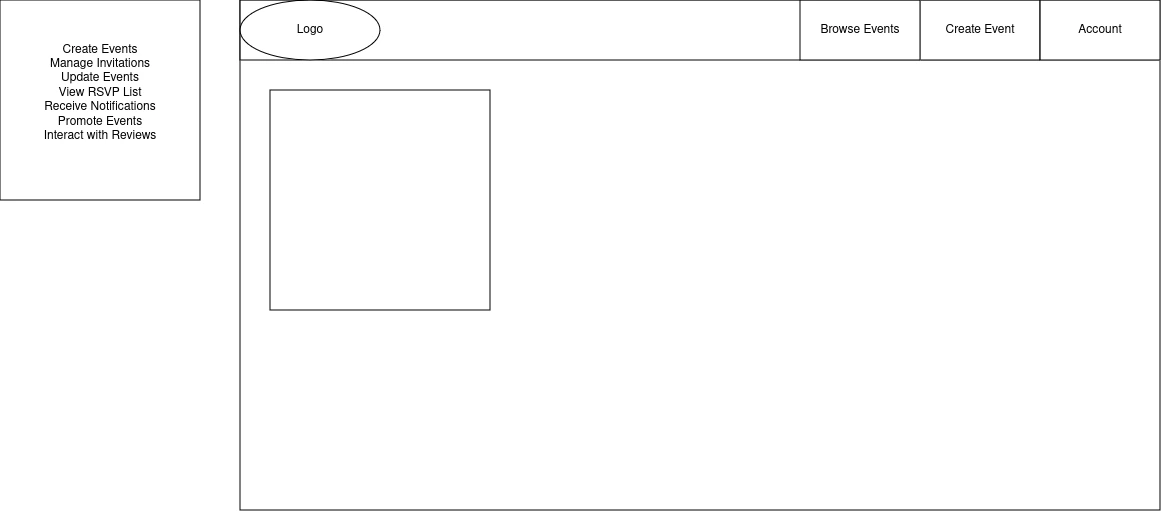 Create Events
Manage Invitations
Update Events
View RSVP List
Receive Notifications
Promote Events
Interact with Reviews
Logo
Browse Events
Create Event
Account